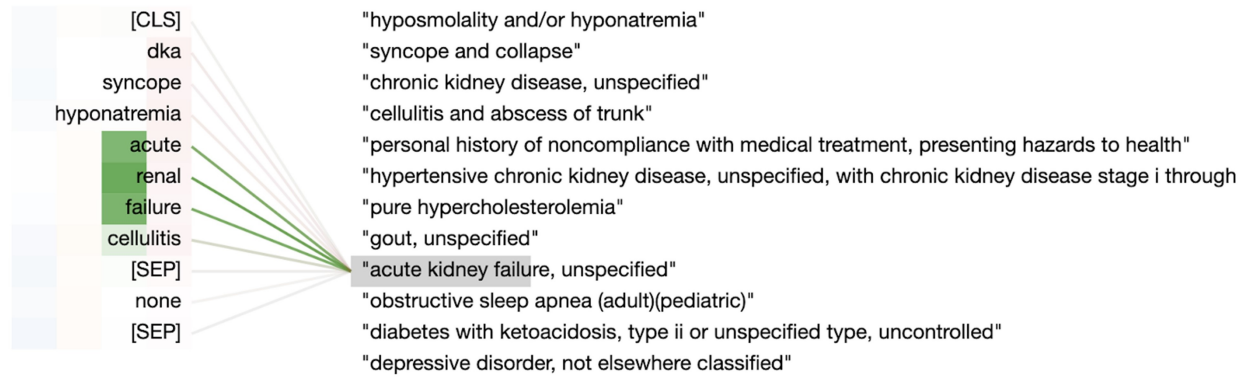 [CLS] "hyposmolality and/or hyponatremia"
dka "syncope and collapse"
syncope "chronic kidney disease, unspecified"
hyponatremia "cellulitis and abscess of trunk"
acute "personal history of noncompliance with medical treatment, presenting hazards to health"
renal "hypertensive chronic kidney disease, unspecified, with chronic kidney disease stage i through
failure "pure hypercholesterolemia"
cellulitis "gout, unspecified"
[SEP] "acute kidney failure, unspecified"
none "obstructive sleep apnea (adult)(pediatric)"
[SEP] "diabetes with ketoacidosis, type ii or unspecified type, uncontrolled"
"depressive disorder, not elsewhere classified"